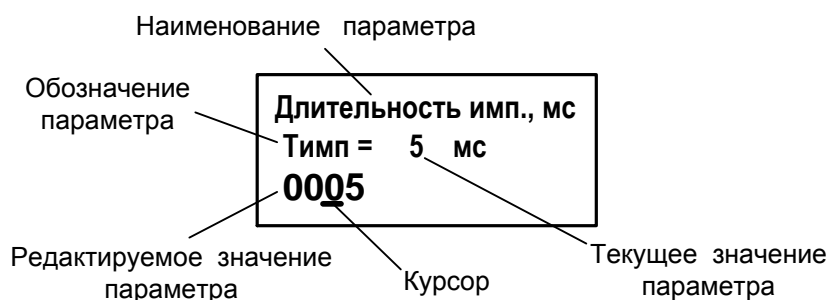 Наименование параметра
Обозначение
параметра
Длительность имп., мс
Тимп = 5 мс
0005
Редактируемое значение
параметра
Курсор
Текущее значение
параметра